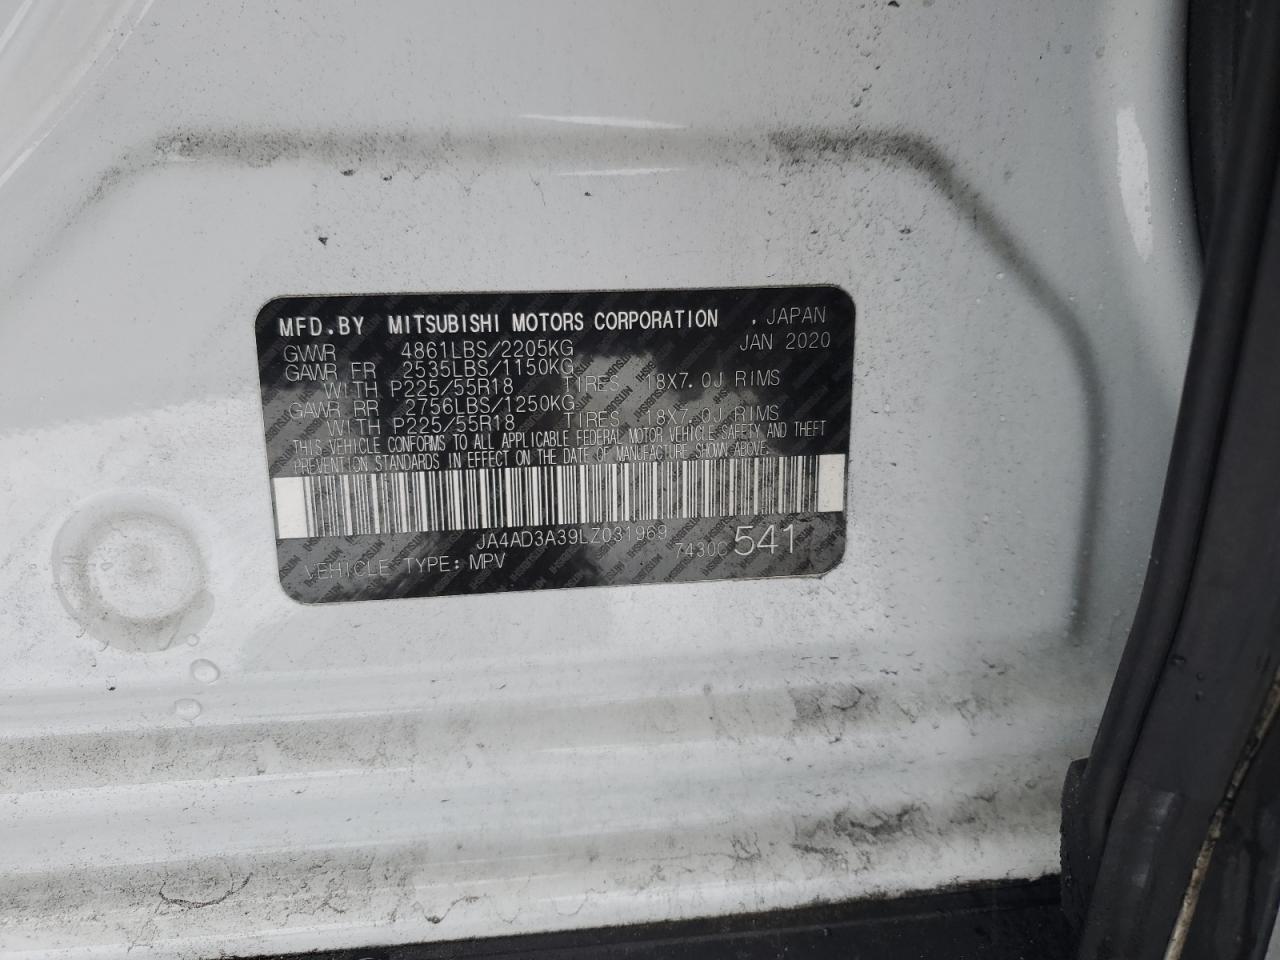 MFD.BY MITSUBISHI MOTORS CORPORATION , JAPAN
GVWR 4861LBS/2205KG JAN 2020
GAWR FR 2535LBS/1150KG
WITH P225/55R18 TIRES 18X7.0J RIMS
GAWR RR 2756LBS/1250KG
WITH P225/55R18 TIRES 18X7.0J RIMS
THIS VEHICLE CONFORMS TO ALL APPLICABLE FEDERAL MOTOR VEHICLE SAFETY AND THEFT
PREVENTION STANDARDS IN EFFECT ON THE DATE OF MANUFACTURE SHOWN ABOVE.
JA4AD3A39LZ031969
7430C 541
VEHICLE TYPE: MPV